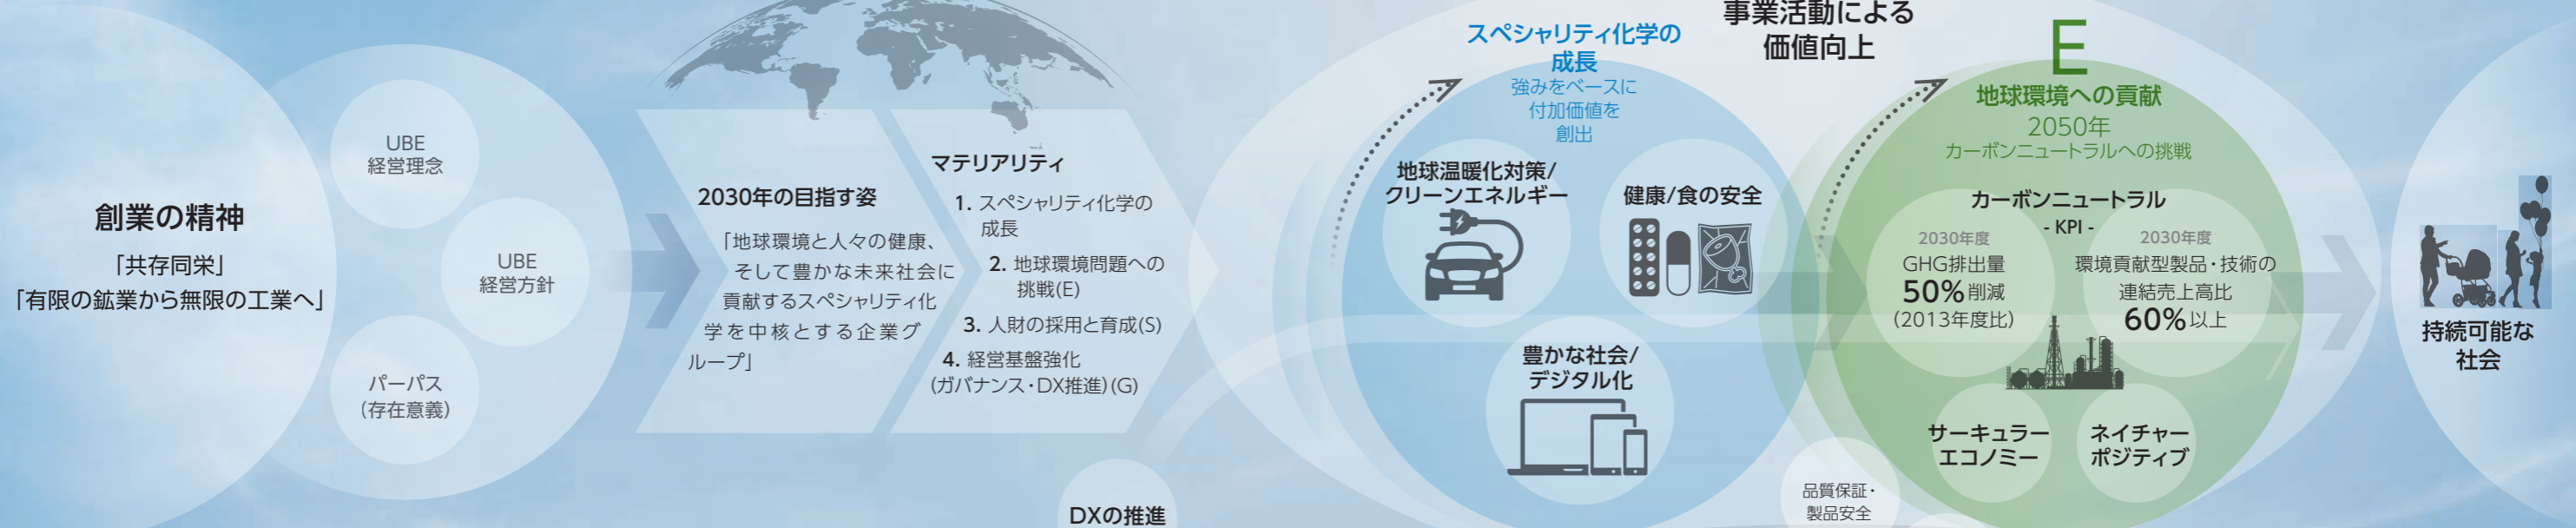 創業の精神
「共存同栄」
「有限の鉱業から無限の工業へ」
UBE
経営理念
UBE
経営方針
パーパス
(存在意義)
2030年の目指す姿
「地球環境と人々の健康、
そして豊かな未来社会に
貢献するスペシャリティ化
学を中核とする企業グ
ループ」
マテリアリティ
1. スペシャリティ化学の
成長
2. 地球環境問題への
挑戦(E)
3. 人財の採用と育成(S)
4. 経営基盤強化
(ガバナンス・DX推進)(G)
DXの推進
事業活動による
価値向上
スペシャリティ化学の
成長
強みをベースに
付加価値を
創出
地球温暖化対策/
クリーンエネルギー
健康/食の安全
豊かな社会/
デジタル化
E
地球環境への貢献
2050年
カーボンニュートラルへの挑戦
カーボンニュートラル
- KPI -
2030年度
GHG排出量
50%削減
(2013年度比)
2030年度
環境貢献型製品・技術の
連結売上高比
60%以上
サーキュラー
エコノミー
ネイチャー
ポジティブ
品質保証・
製品安全
持続可能な
社会